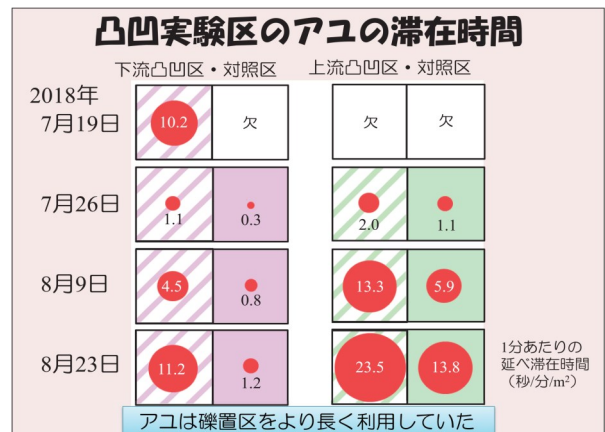 凸凹実験区のアユの滞在時間
下流凸凹区・対照区 上流凸凹区・対照区
2018年
7月19日 10.2 欠 欠 欠
7月26日 1.1 0.3 2.0 1.1
8月9日 4.5 0.8 13.3 5.9
8月23日 11.2 1.2 23.5 13.8
1分あたりの
延べ滞在時間
（秒/分/m²）
アユは礫置区をより長く利用していた